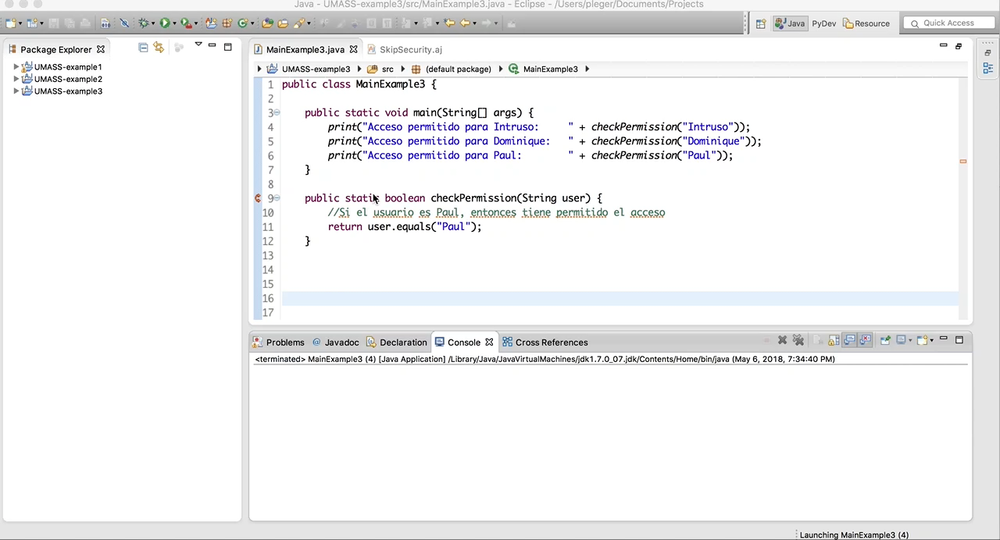 Java - UMASS-example3/src/MainExample3.java - Eclipse - /Users/pleger/Documents/Projects
Java
PyDev
Resource
Quick Access
Package Explorer
UMASS-example1
UMASS-example2
UMASS-example3
MainExample3.java
SkipSecurity.aj
UMASS-example3
src
(default package)
MainExample3
1 public class MainExample3 {
2
3 public static void main(String[] args) {
4 print("Acceso permitido para Intruso: " + checkPermission("Intruso"));
5 print("Acceso permitido para Dominique: " + checkPermission("Dominique"));
6 print("Acceso permitido para Paul: " + checkPermission("Paul"));
7 }
8
9 public static boolean checkPermission(String user) {
10 //Si el usuario es Paul, entonces tiene permitido el acceso
11 return user.equals("Paul");
12 }
13
14
15
16
17
Problems
@ Javadoc
Declaration
Console
Cross References
<terminated> MainExample3 (4) [Java Application] /Library/Java/JavaVirtualMachines/jdk1.7.0_07.jdk/Contents/Home/bin/java (May 6, 2018, 7:34:40 PM)
Launching MainExample3 (4)